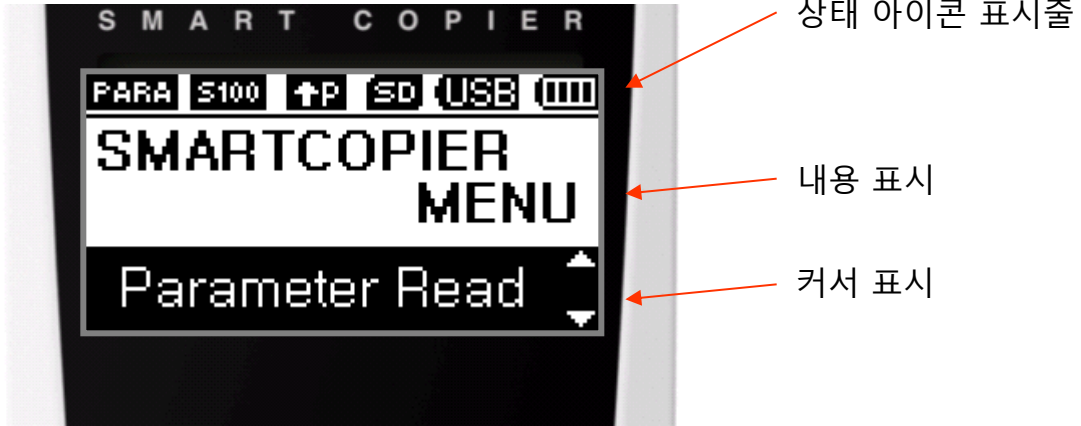 SMART COPIER
상태 아이콘 표시줄
PARA S100 P SD USB
SMARTCOPIER
MENU
내용 표시
Parameter Read
커서 표시